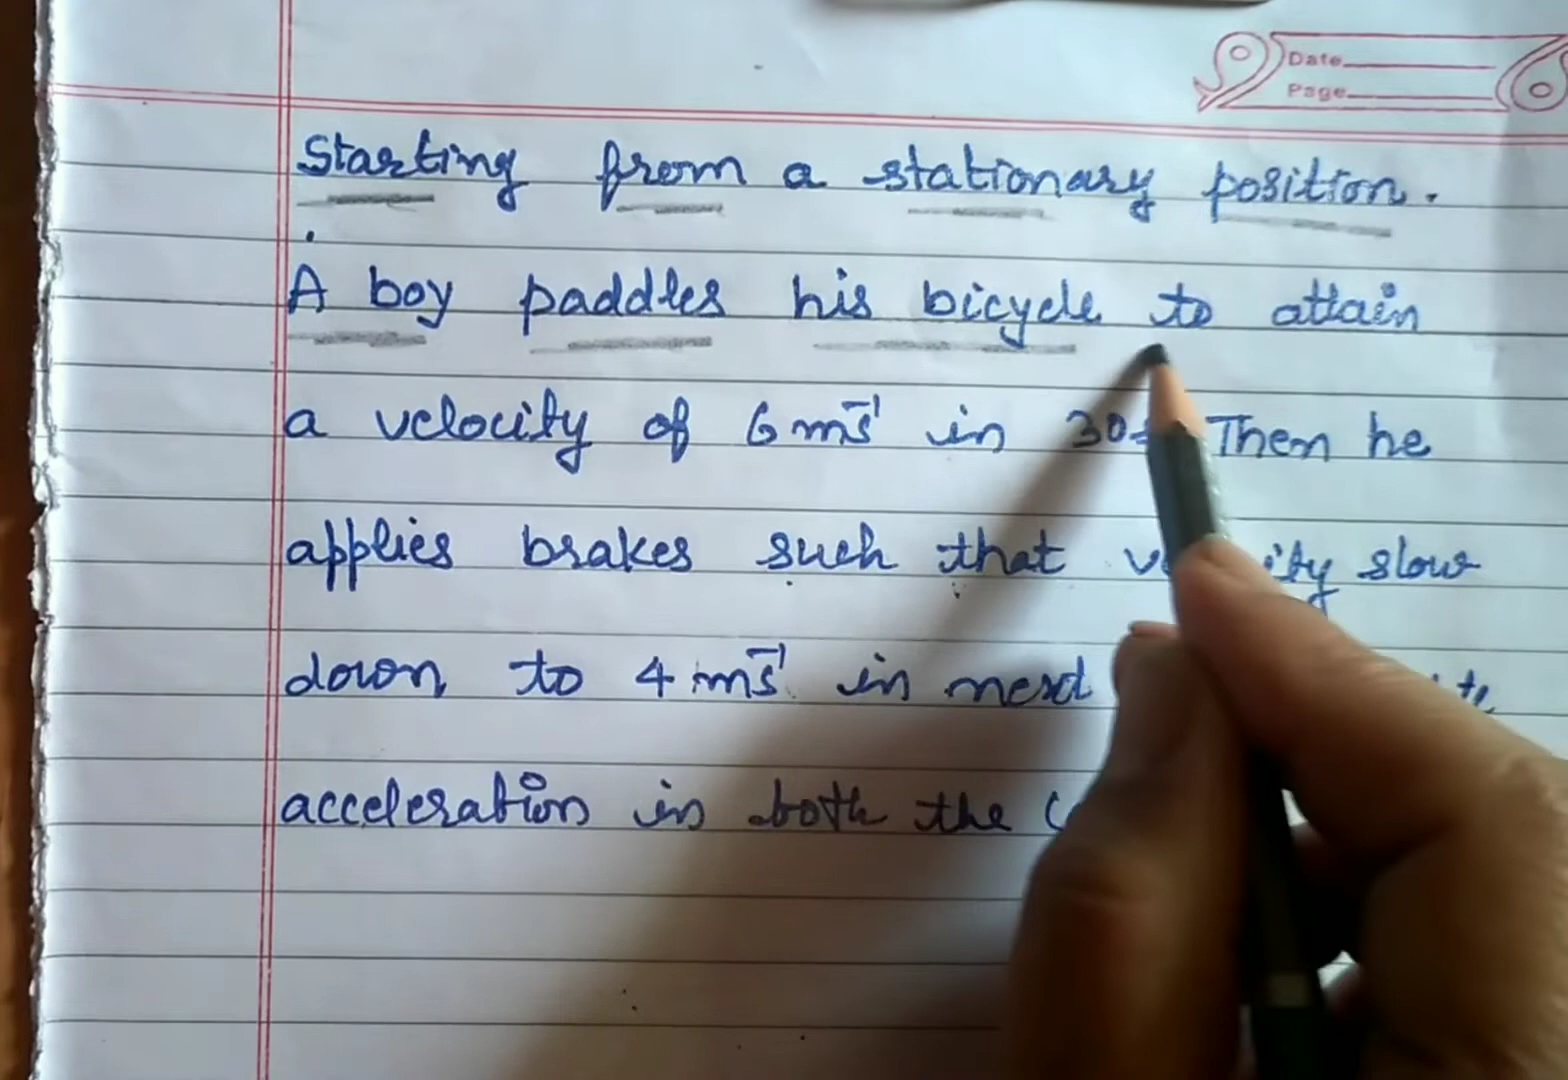 Date
Page
Starting from a stationary position.
A boy paddles his bicycle to attain
a velocity of 6 ms⁻¹ in 30s Then he
applies brakes such that slow
down to 4 ms⁻¹ in next
acceleration in both the